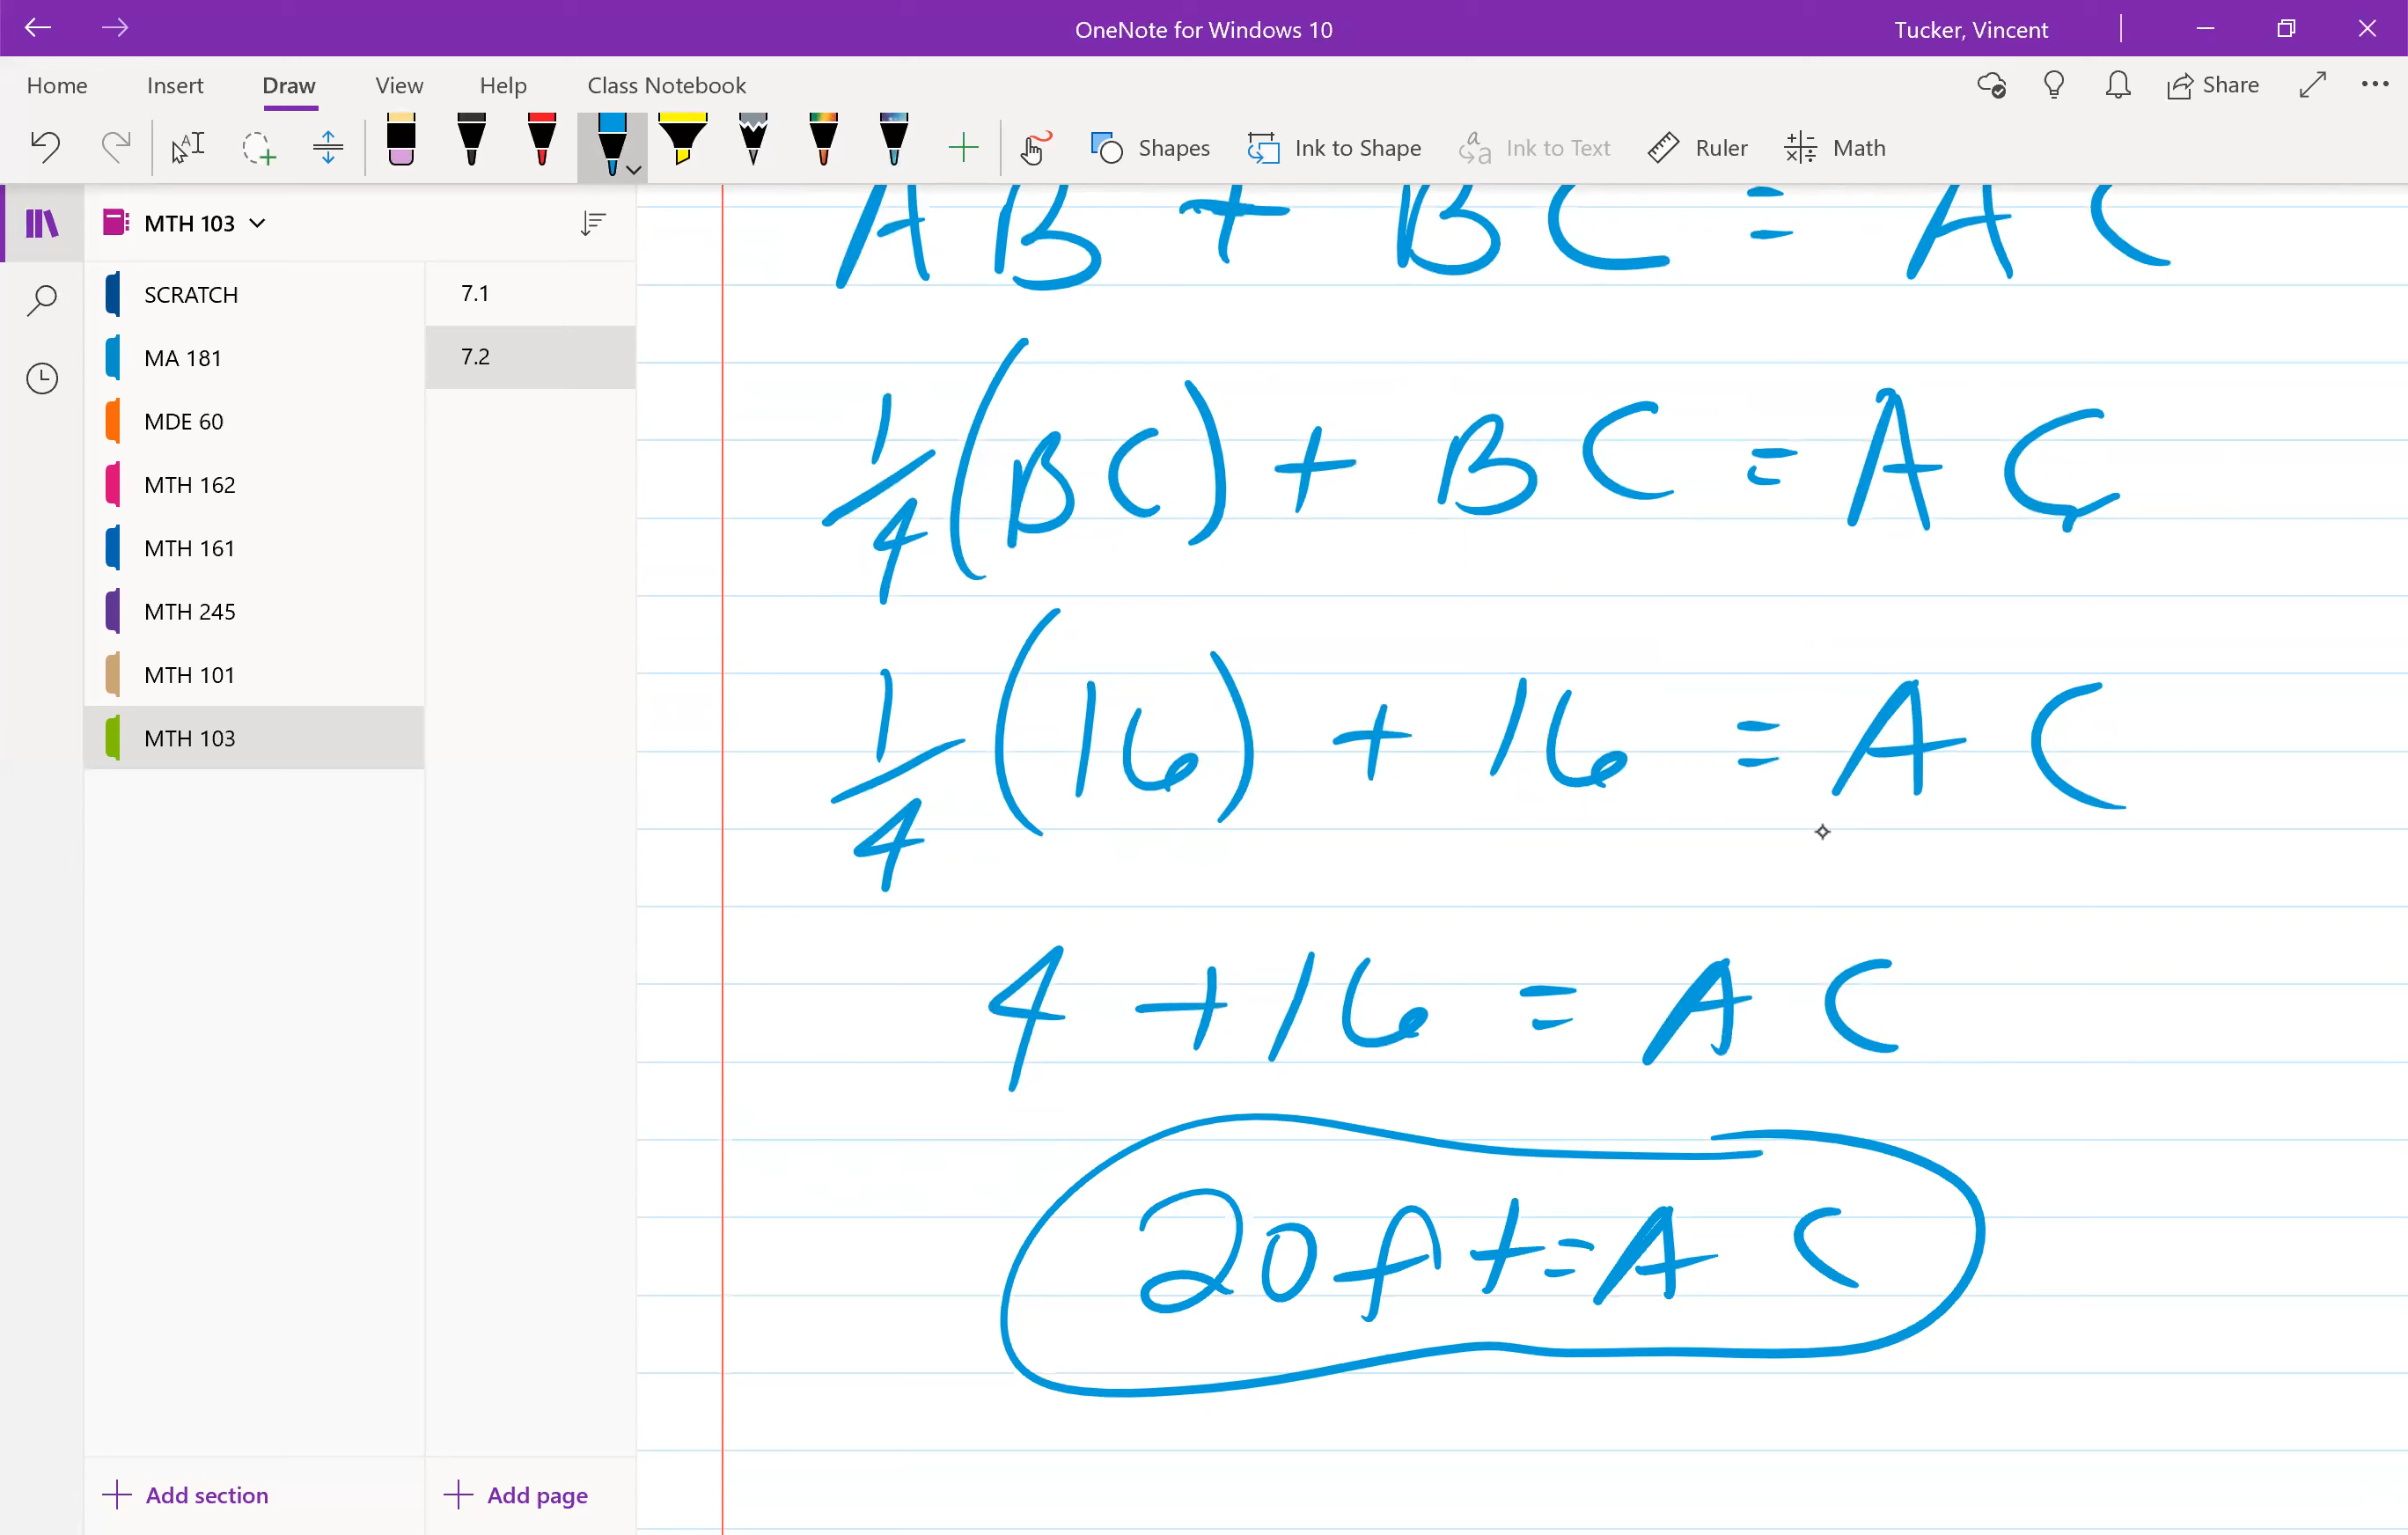 OneNote for Windows 10 Tucker, Vincent
Home Insert Draw View Help Class Notebook Share
Shapes Ink to Shape Ink to Text Ruler Math
MTH 103
SCRATCH
MA 181
MDE 60
MTH 162
MTH 161
MTH 245
MTH 101
MTH 103
Add section
7.1
7.2
Add page
AB + BC = AC
1/4 (BC) + BC = AC
1/4 (16) + 16 = AC
4 + 16 = AC
20ft = AC